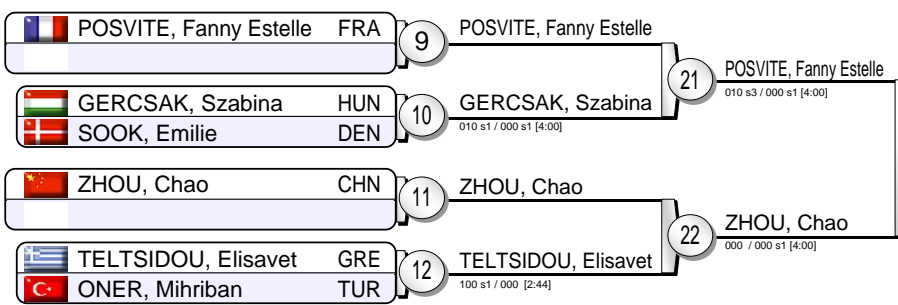 POSVITE, Fanny Estelle FRA
9
POSVITE, Fanny Estelle
21
POSVITE, Fanny Estelle
010 s3 / 000 s1 [4:00]
GERCSAK, Szabina HUN
SOOK, Emilie DEN
10
GERCSAK, Szabina
010 s1 / 000 s1 [4:00]
ZHOU, Chao CHN
11
ZHOU, Chao
22
ZHOU, Chao
000 / 000 s1 [4:00]
TELTSIDOU, Elisavet GRE
ONER, Mihriban TUR
12
TELTSIDOU, Elisavet
100 s1 / 000 [2:44]